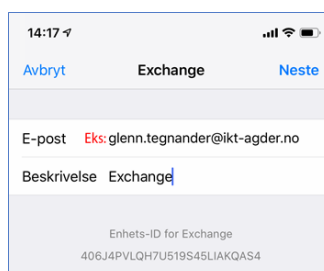 14:17
Avbryt Exchange Neste
E-post Eks: glenn.tegnander@ikt-agder.no
Beskrivelse Exchange
Enhets-ID for Exchange
406J4PVLQH7U519S45LIAKQAS4